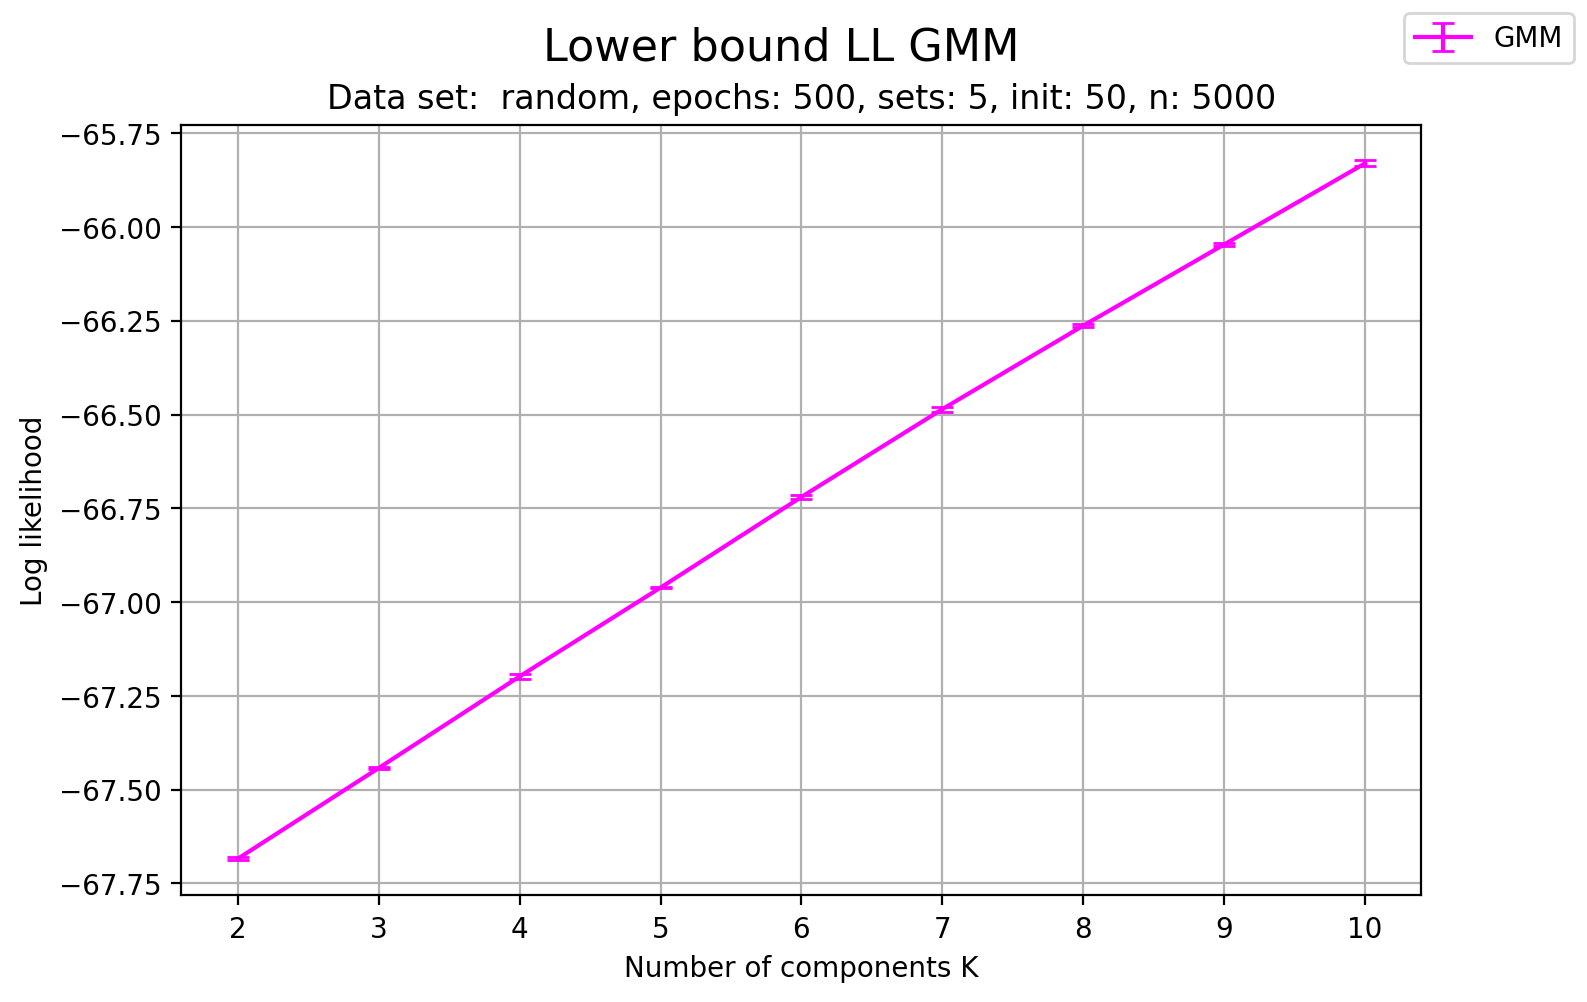 Lower bound LL GMM
GMM
Data set:  random, epochs: 500, sets: 5, init: 50, n: 5000
−65.75
−66.00
−66.25
−66.50
−66.75
−67.00
−67.25
−67.50
−67.75
Log likelihood
2 3 4 5 6 7 8 9 10
Number of components K